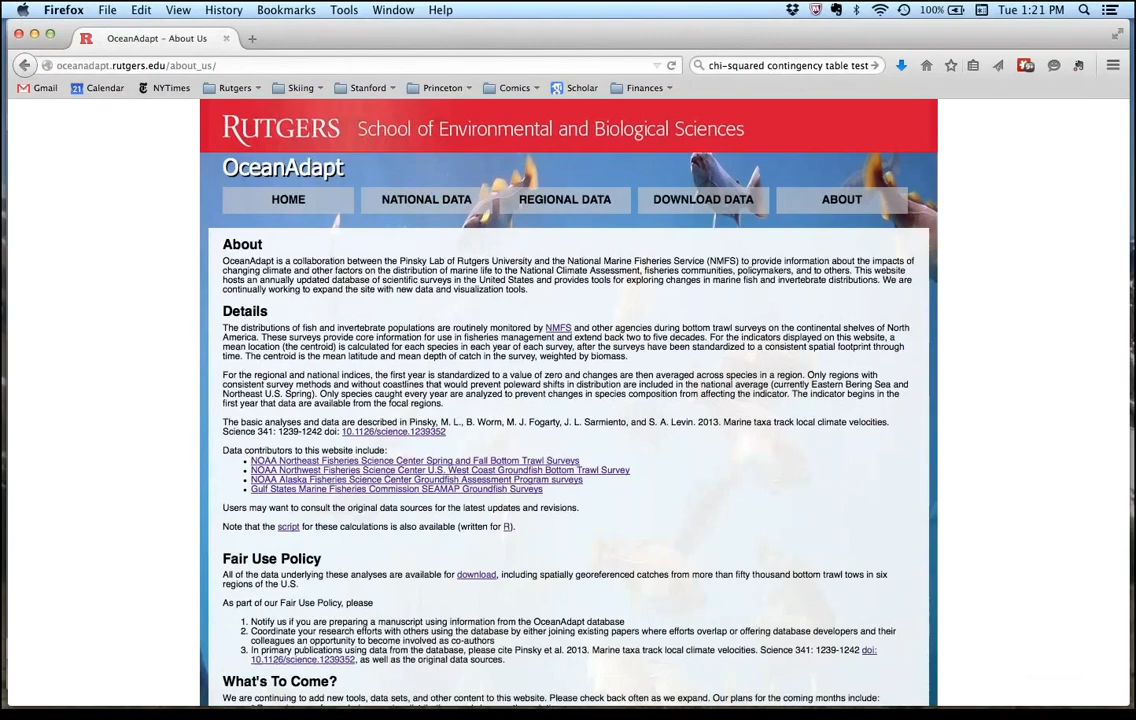 Firefox File Edit View History Bookmarks Tools Window Help 100% Tue 1:21 PM
R OceanAdapt – About Us
oceanadapt.rutgers.edu/about_us/ chi-squared contingency table test
Gmail 21 Calendar NYTimes Rutgers Skiing Stanford Princeton Comics Scholar Finances
RUTGERS School of Environmental and Biological Sciences
OceanAdapt
HOME NATIONAL DATA REGIONAL DATA DOWNLOAD DATA ABOUT
About
OceanAdapt is a collaboration between the Pinsky Lab of Rutgers University and the National Marine Fisheries Service (NMFS) to provide information about the impacts of
changing climate and other factors on the distribution of marine life to the National Climate Assessment, fisheries communities, policymakers, and to others. This website
hosts an annually updated database of scientific surveys in the United States and provides tools for exploring changes in marine fish and invertebrate distributions. We are
continually working to expand the site with new data and visualization tools.
Details
The distributions of fish and invertebrate populations are routinely monitored by NMFS and other agencies during bottom trawl surveys on the continental shelves of North
America. These surveys provide core information for use in fisheries management and extend back two to five decades. For the indicators displayed on this website, a
mean location (the centroid) is calculated for each species in each year of each survey, after the surveys have been standardized to a consistent spatial footprint through
time. The centroid is the mean latitude and mean depth of catch in the survey, weighted by biomass.
For the regional and national indices, the first year is standardized to a value of zero and changes are then averaged across species in a region. Only regions with
consistent survey methods and without coastlines that would prevent poleward shifts in distribution are included in the national average (currently Eastern Bering Sea and
Northeast U.S. Spring). Only species caught every year are analyzed to prevent changes in species composition from affecting the indicator. The indicator begins in the
first year that data are available from the focal regions.
The basic analyses and data are described in Pinsky, M. L., B. Worm, M. J. Fogarty, J. L. Sarmiento, and S. A. Levin. 2013. Marine taxa track local climate velocities.
Science 341: 1239-1242 doi: 10.1126/science.1239352
Data contributors to this website include:
• NOAA Northeast Fisheries Science Center Spring and Fall Bottom Trawl Surveys
• NOAA Northwest Fisheries Science Center U.S. West Coast Groundfish Bottom Trawl Survey
• NOAA Alaska Fisheries Science Center Groundfish Assessment Program surveys
• Gulf States Marine Fisheries Commission SEAMAP Groundfish Surveys
Users may want to consult the original data sources for the latest updates and revisions.
Note that the script for these calculations is also available (written for R).
Fair Use Policy
All of the data underlying these analyses are available for download, including spatially georeferenced catches from more than fifty thousand bottom trawl tows in six
regions of the U.S.
As part of our Fair Use Policy, please
1. Notify us if you are preparing a manuscript using information from the OceanAdapt database
2. Coordinate your research efforts with others using the database by either joining existing papers where efforts overlap or offering database developers and their
colleagues an opportunity to become involved as co-authors
3. In primary publications using data from the database, please cite Pinsky et al. 2013. Marine taxa track local climate velocities. Science 341: 1239-1242 doi:
10.1126/science.1239352, as well as the original data sources.
What's To Come?
We are continuing to add new tools, data sets, and other content to this website. Please check back often as we expand. Our plans for the coming months include: